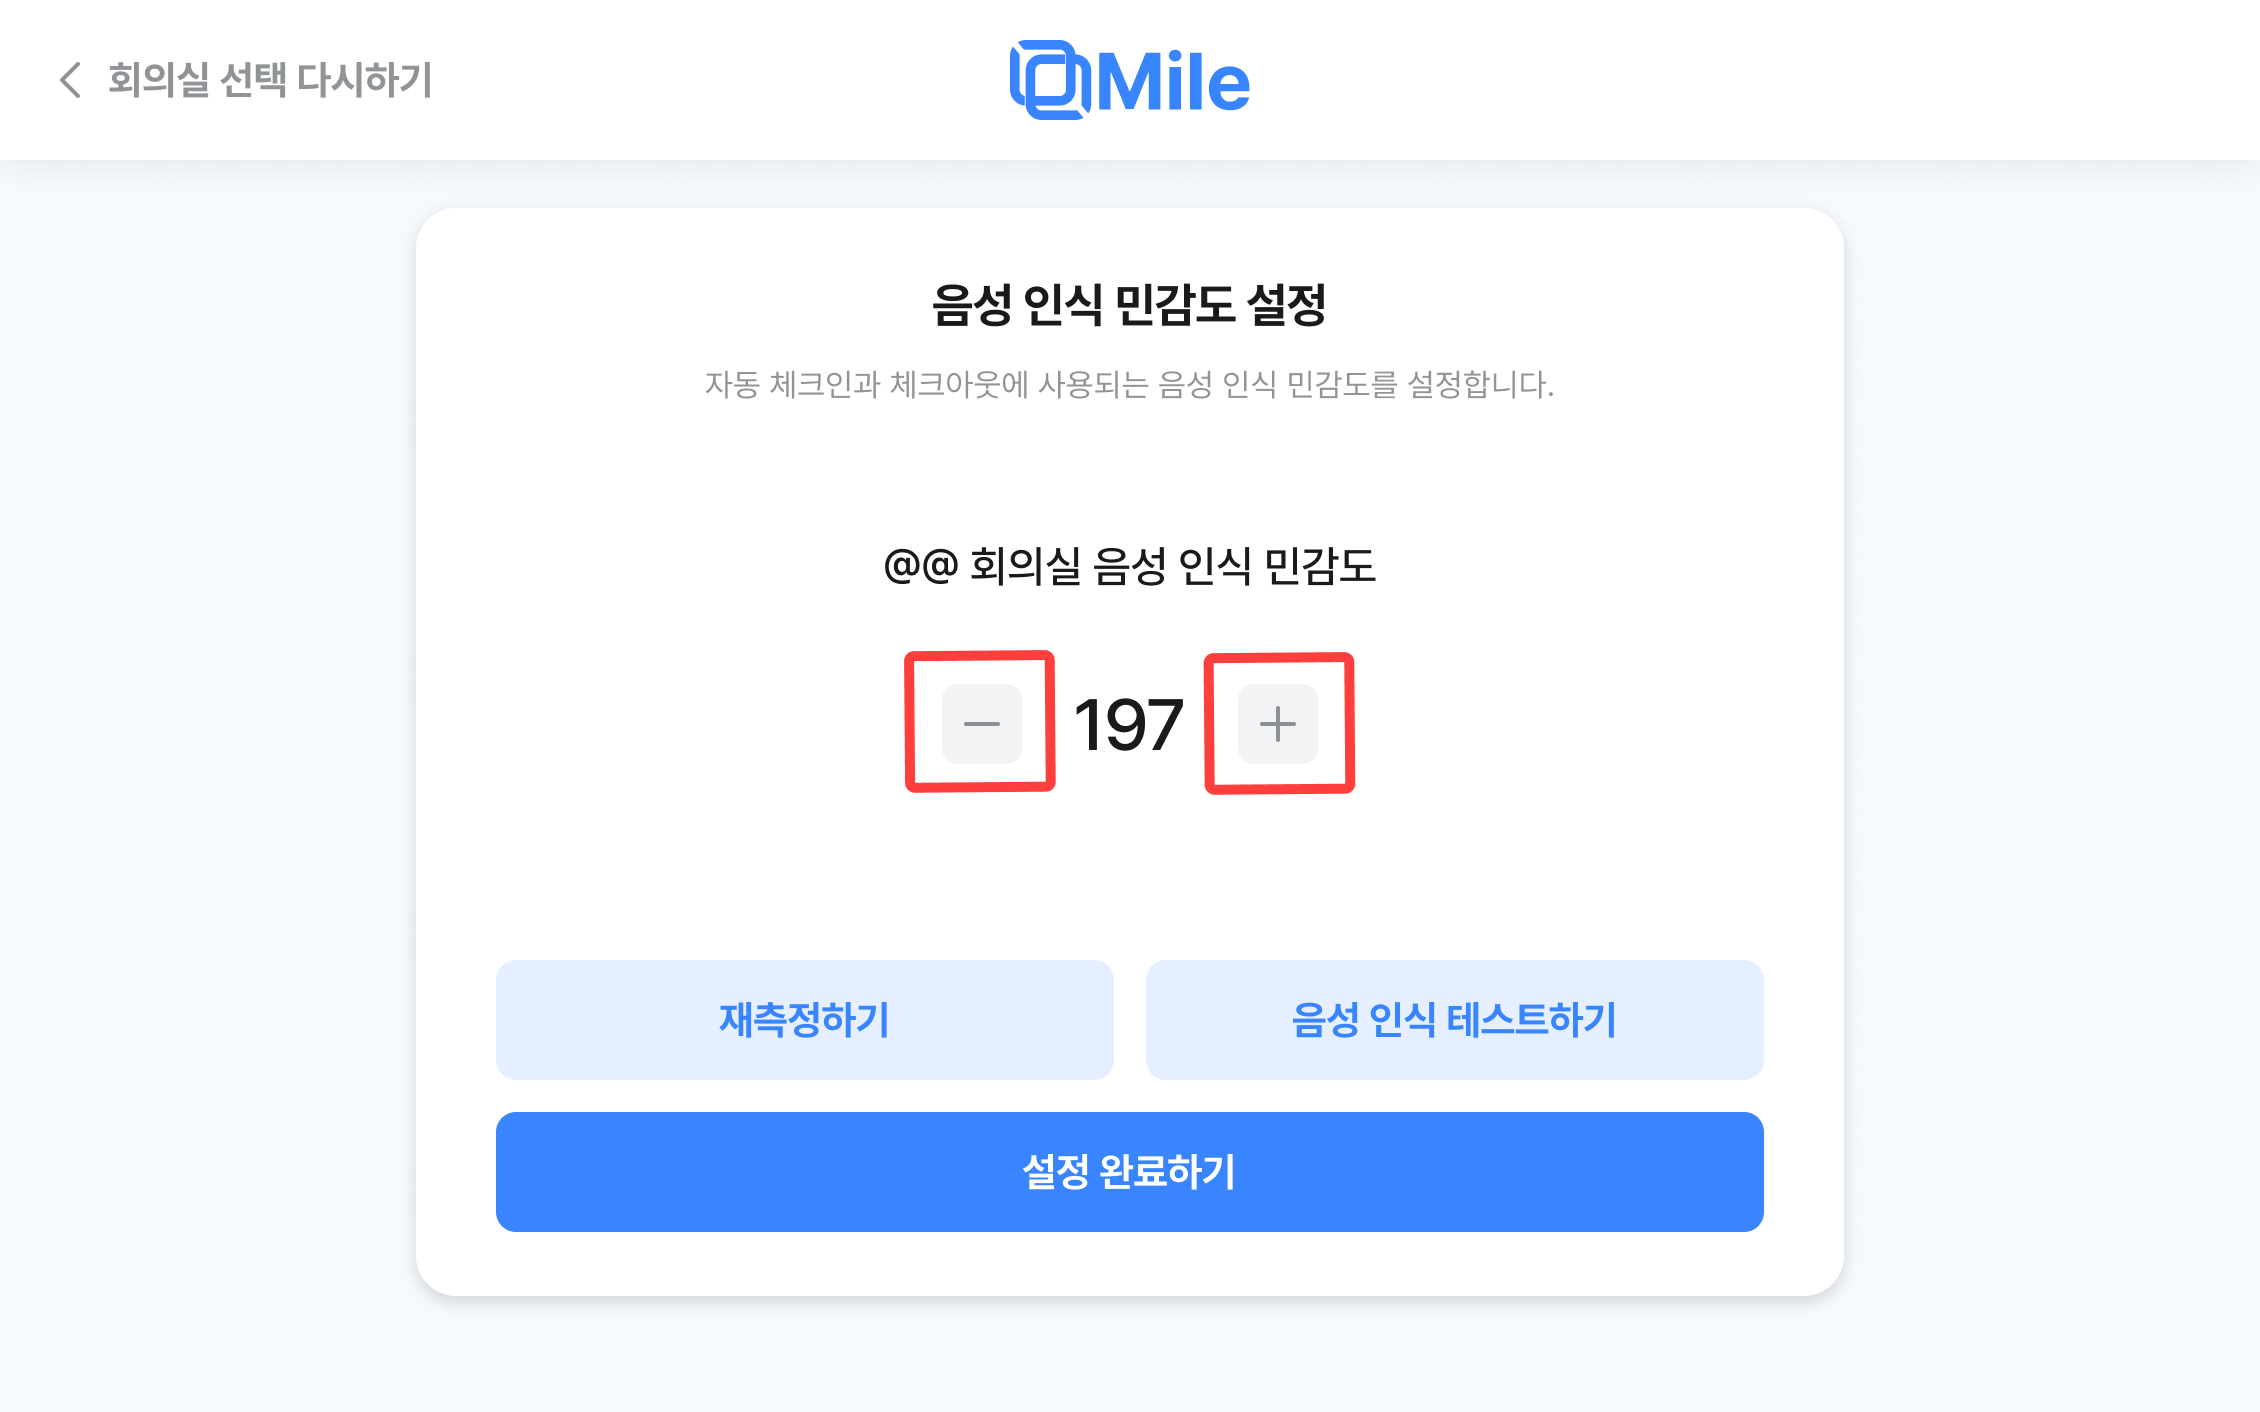 회의실 선택 다시하기
Mile
음성 인식 민감도 설정
자동 체크인과 체크아웃에 사용되는 음성 인식 민감도를 설정합니다.
@@ 회의실 음성 인식 민감도
197
재측정하기
음성 인식 테스트하기
설정 완료하기